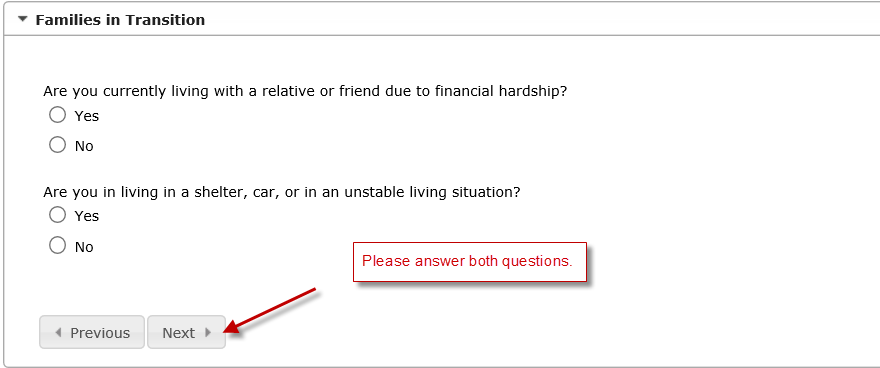 Families in Transition
Are you currently living with a relative or friend due to financial hardship?
Yes
No
Are you in living in a shelter, car, or in an unstable living situation?
Yes
No
Please answer both questions.
Previous
Next